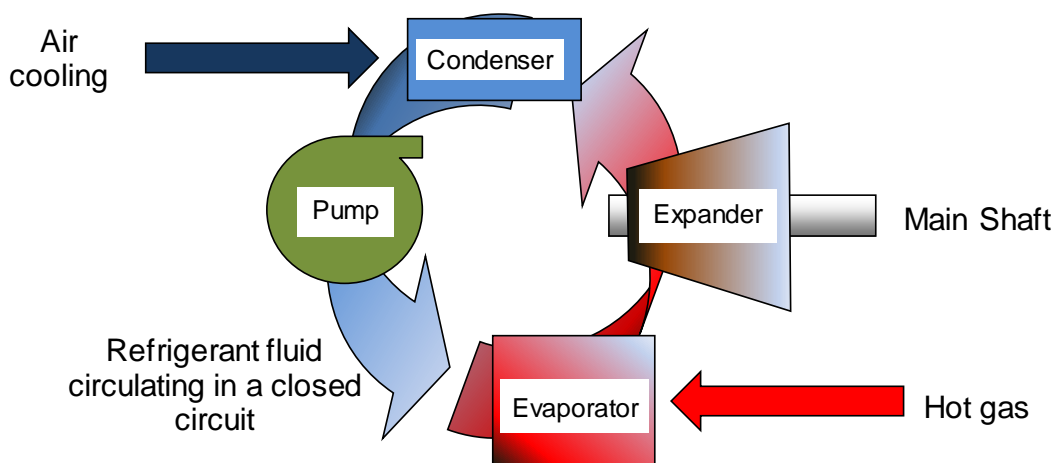 Air
cooling
Condenser
Pump
Expander
Main Shaft
Refrigerant fluid
circulating in a closed
circuit
Evaporator
Hot gas